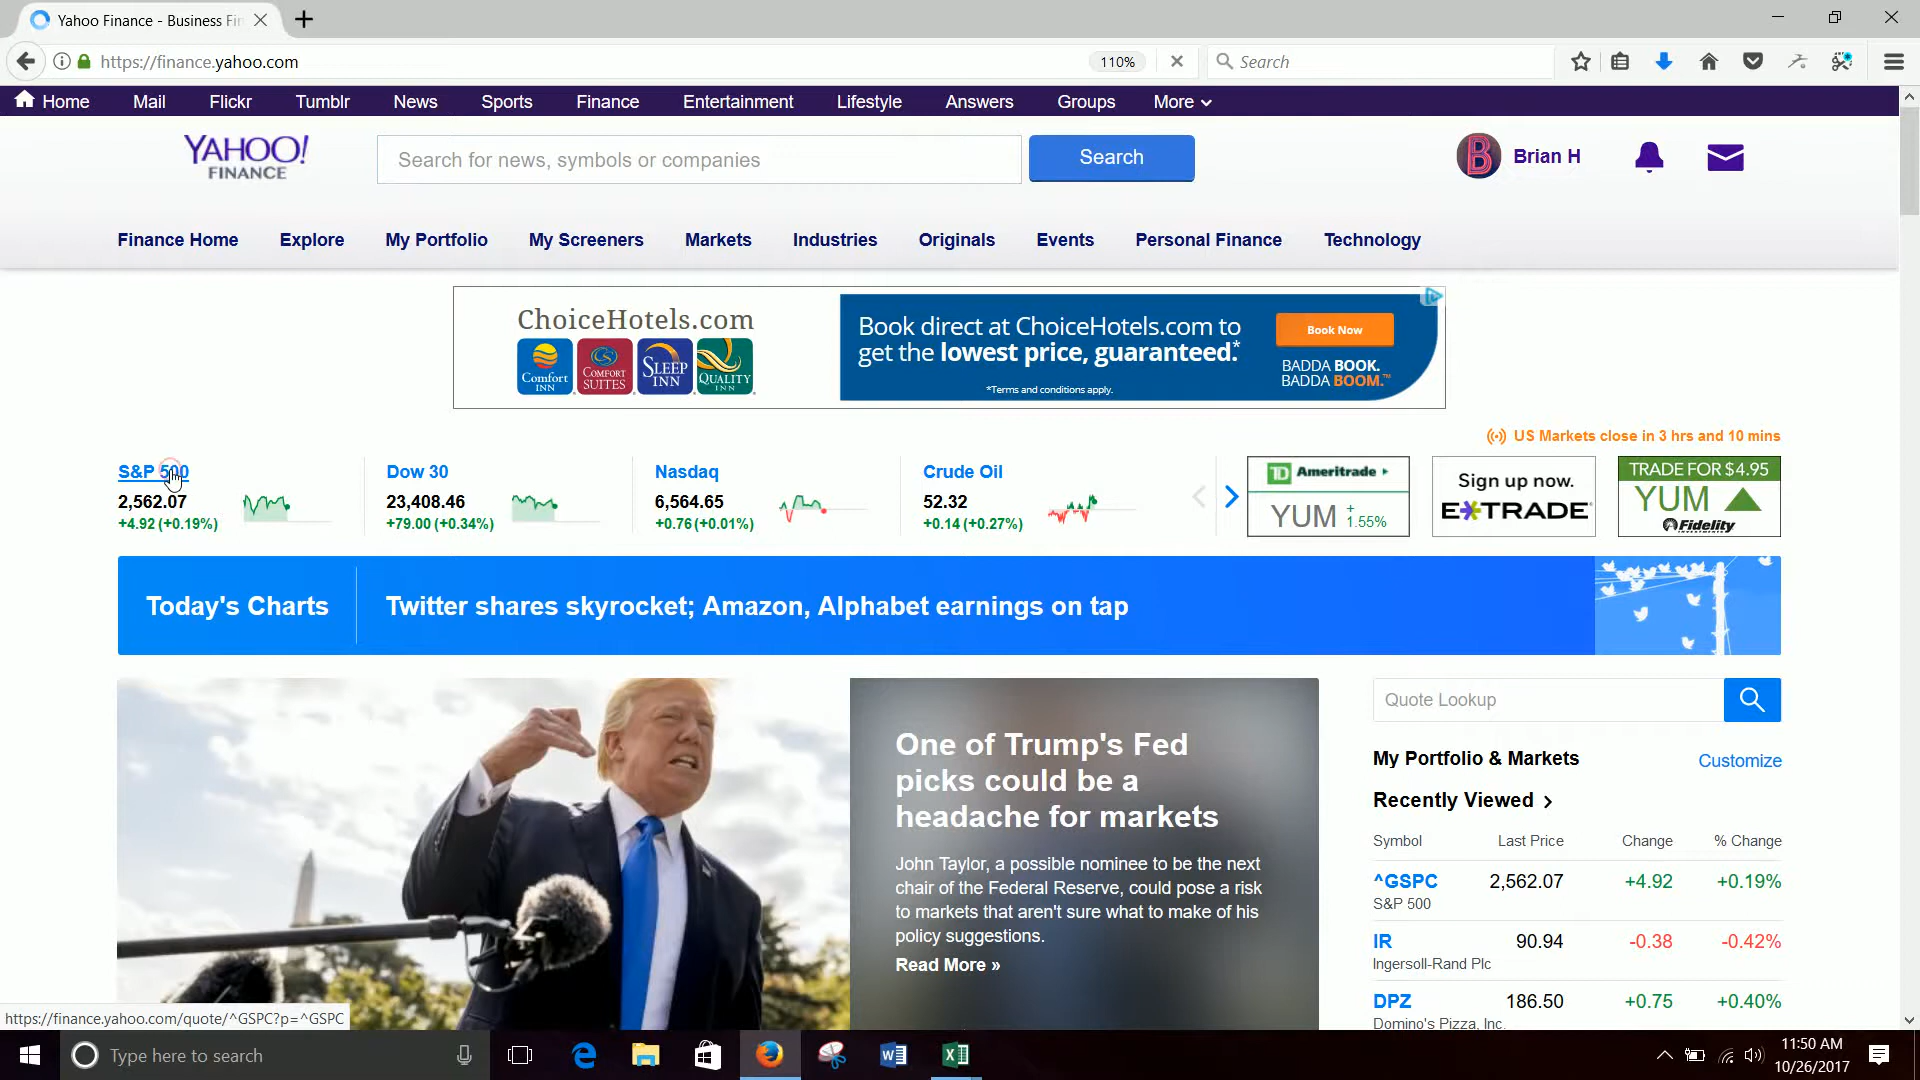 Yahoo Finance - Business Fin
https://finance.yahoo.com
110%
Search
Home Mail Flickr Tumblr News Sports Finance Entertainment Lifestyle Answers Groups More
YAHOO!
FINANCE
Search for news, symbols or companies
Search
B
Brian H
Finance Home Explore My Portfolio My Screeners Markets Industries Originals Events Personal Finance Technology
ChoiceHotels.com
Comfort
INN
COMFORT
SUITES
SLEEP
INN
QUALITY
INN
Book direct at ChoiceHotels.com to
get the lowest price, guaranteed.*
*Terms and conditions apply.
Book Now
BADDA BOOK.
BADDA BOOM.™
US Markets close in 3 hrs and 10 mins
S&P 500
2,562.07
+4.92 (+0.19%)
Dow 30
23,408.46
+79.00 (+0.34%)
Nasdaq
6,564.65
+0.76 (+0.01%)
Crude Oil
52.32
+0.14 (+0.27%)
TD Ameritrade
YUM + 1.55%
Sign up now.
E*TRADE
TRADE FOR $4.95
YUM
Fidelity
INVESTMENTS
Today's Charts
Twitter shares skyrocket; Amazon, Alphabet earnings on tap
One of Trump's Fed
picks could be a
headache for markets
John Taylor, a possible nominee to be the next
chair of the Federal Reserve, could pose a risk
to markets that aren't sure what to make of his
policy suggestions.
Read More »
Quote Lookup
My Portfolio & Markets Customize
Recently Viewed
Symbol Last Price Change % Change
^GSPC 2,562.07 +4.92 +0.19%
S&P 500
IR 90.94 -0.38 -0.42%
Ingersoll-Rand Plc
DPZ 186.50 +0.75 +0.40%
Domino's Pizza, Inc.
https://finance.yahoo.com/quote/^GSPC?p=^GSPC
Type here to search
11:50 AM
10/26/2017